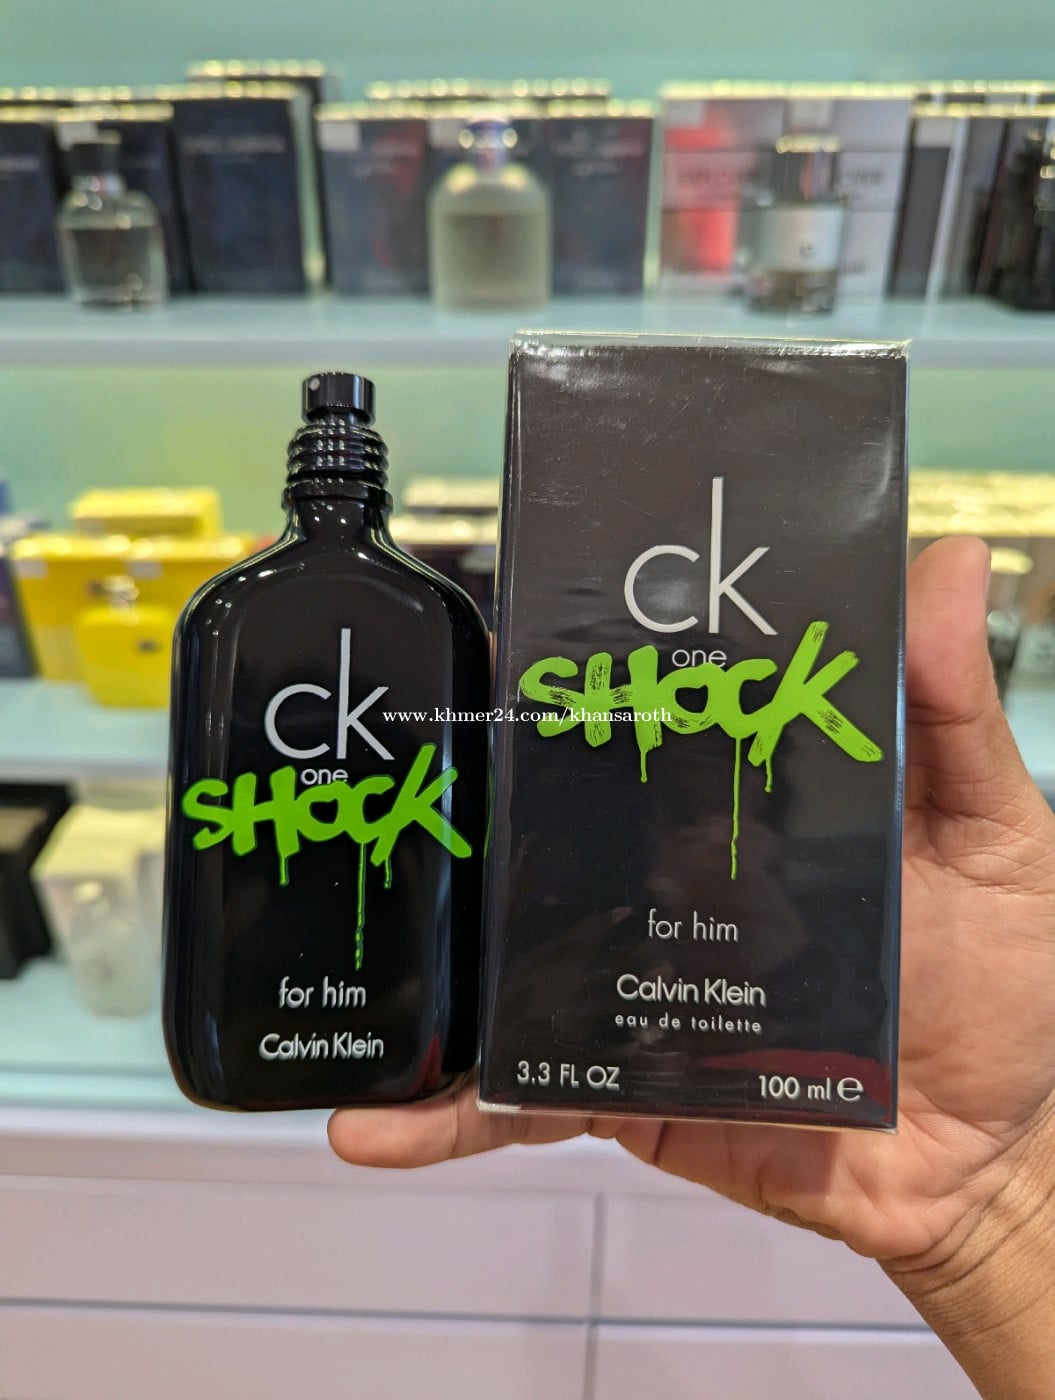 ck
one
SHOCK
for him
Calvin Klein
ck
one
SHOCK
for him
Calvin Klein
eau de toilette
3.3 FL OZ
100 ml ℮
www.khmer24.com/khansaroth